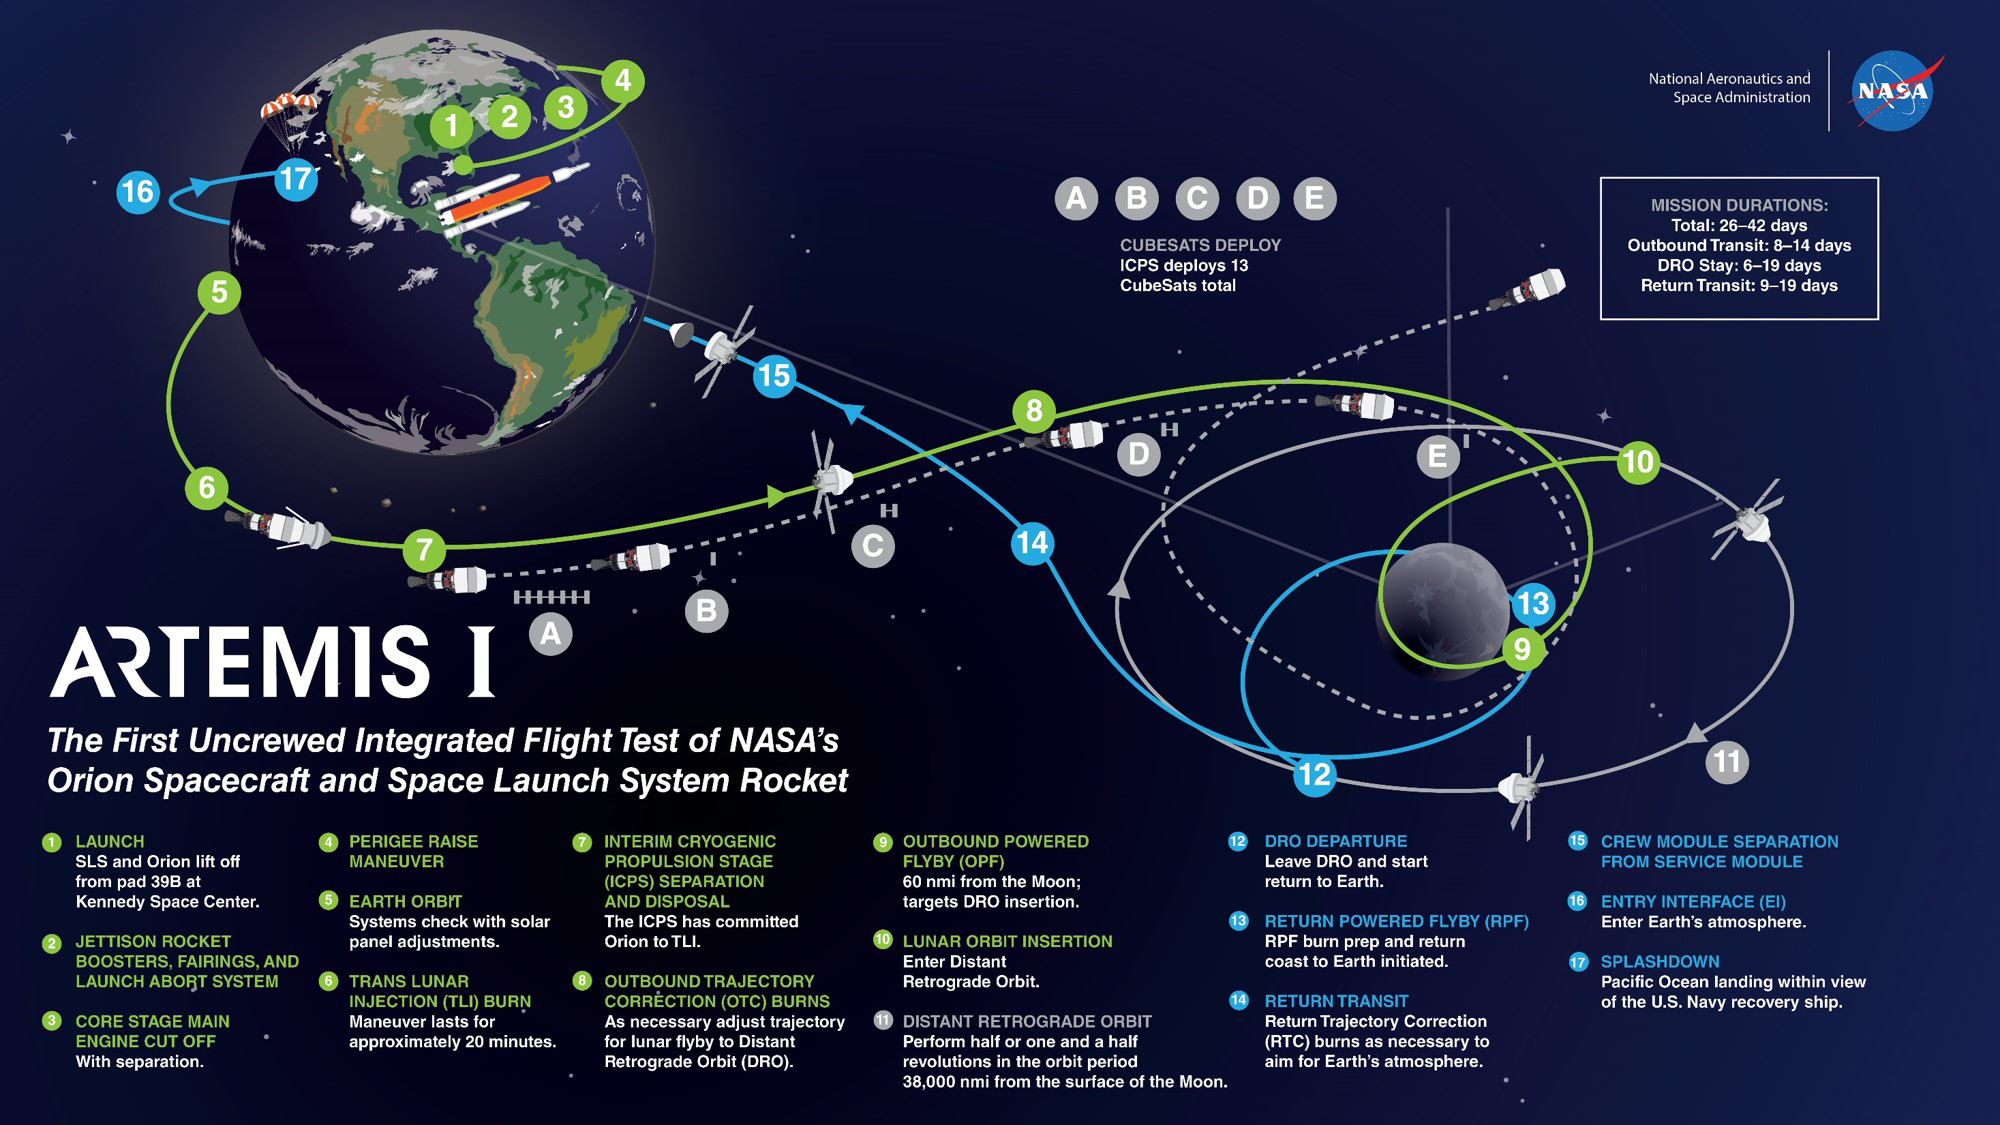 National Aeronautics and
Space Administration
NASA
4
3
2
1
17
16
5
6
7
8
9
10
11
12
13
14
15
A B C D E
CUBESATS DEPLOY
ICPS deploys 13
CubeSats total
MISSION DURATIONS:
Total: 26–42 days
Outbound Transit: 8–14 days
DRO Stay: 6–19 days
Return Transit: 9–19 days
A
B
C
D
E
ARTEMIS I
The First Uncrewed Integrated Flight Test of NASA's
Orion Spacecraft and Space Launch System Rocket
1 LAUNCH
SLS and Orion lift off
from pad 39B at
Kennedy Space Center.
2 JETTISON ROCKET
BOOSTERS, FAIRINGS, AND
LAUNCH ABORT SYSTEM
3 CORE STAGE MAIN
ENGINE CUT OFF
With separation.
4 PERIGEE RAISE
MANEUVER
5 EARTH ORBIT
Systems check with solar
panel adjustments.
6 TRANS LUNAR
INJECTION (TLI) BURN
Maneuver lasts for
approximately 20 minutes.
7 INTERIM CRYOGENIC
PROPULSION STAGE
(ICPS) SEPARATION
AND DISPOSAL
The ICPS has committed
Orion to TLI.
8 OUTBOUND TRAJECTORY
CORRECTION (OTC) BURNS
As necessary adjust trajectory
for lunar flyby to Distant
Retrograde Orbit (DRO).
9 OUTBOUND POWERED
FLYBY (OPF)
60 nmi from the Moon;
targets DRO insertion.
10 LUNAR ORBIT INSERTION
Enter Distant
Retrograde Orbit.
11 DISTANT RETROGRADE ORBIT
Perform half or one and a half
revolutions in the orbit period
38,000 nmi from the surface of the Moon.
12 DRO DEPARTURE
Leave DRO and start
return to Earth.
13 RETURN POWERED FLYBY (RPF)
RPF burn prep and return
coast to Earth initiated.
14 RETURN TRANSIT
Return Trajectory Correction
(RTC) burns as necessary to
aim for Earth's atmosphere.
15 CREW MODULE SEPARATION
FROM SERVICE MODULE
16 ENTRY INTERFACE (EI)
Enter Earth's atmosphere.
17 SPLASHDOWN
Pacific Ocean landing within view
of the U.S. Navy recovery ship.